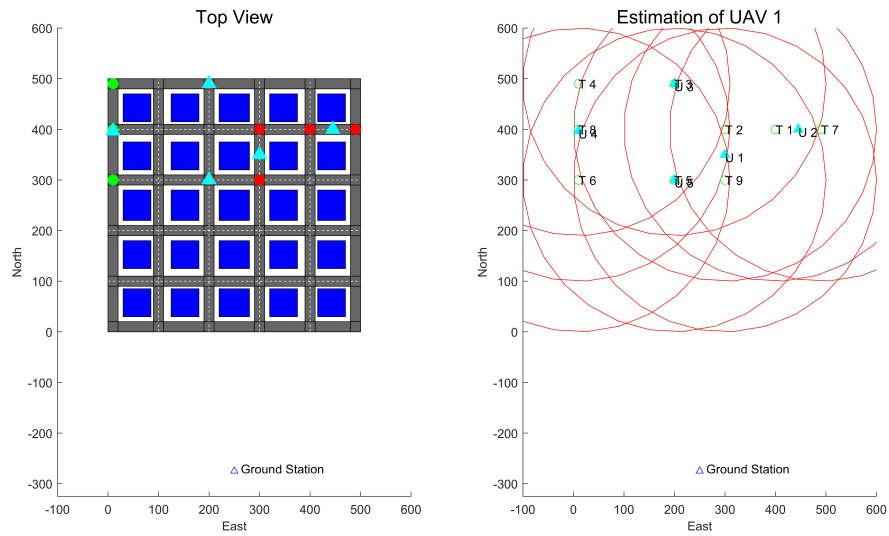 Top View
600
500
400
300
200
100
0
-100
-200
-300
North
Ground Station
-100
0
100
200
300
400
500
600
East
Estimation of UAV 1
600
500
400
300
200
100
0
-100
-200
-300
North
T 4
T 3
U 3
T 8
U 4
T 2
T 1
U 2
T 7
U 1
T 6
T 5
U 5
T 9
Ground Station
-100
0
100
200
300
400
500
600
East